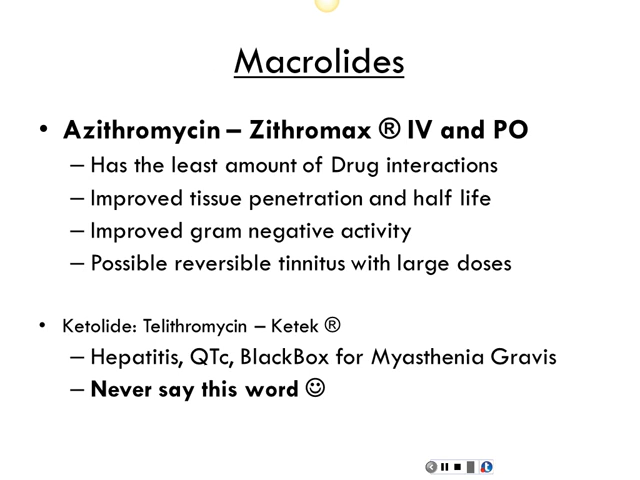 Macrolides
• Azithromycin – Zithromax ® IV and PO
– Has the least amount of Drug interactions
– Improved tissue penetration and half life
– Improved gram negative activity
– Possible reversible tinnitus with large doses
• Ketolide: Telithromycin – Ketek ®
– Hepatitis, QTc, BlackBox for Myasthenia Gravis
– Never say this word ☺